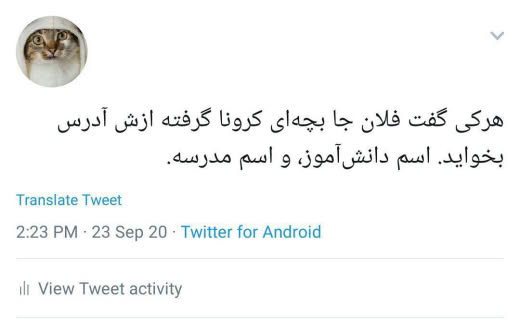 هرکی گفت فلان جا بچه‌ای کرونا گرفته ازش آدرس
بخواید. اسم دانش‌آموز، و اسم مدرسه.
Translate Tweet
2:23 PM · 23 Sep 20 · Twitter for Android
View Tweet activity